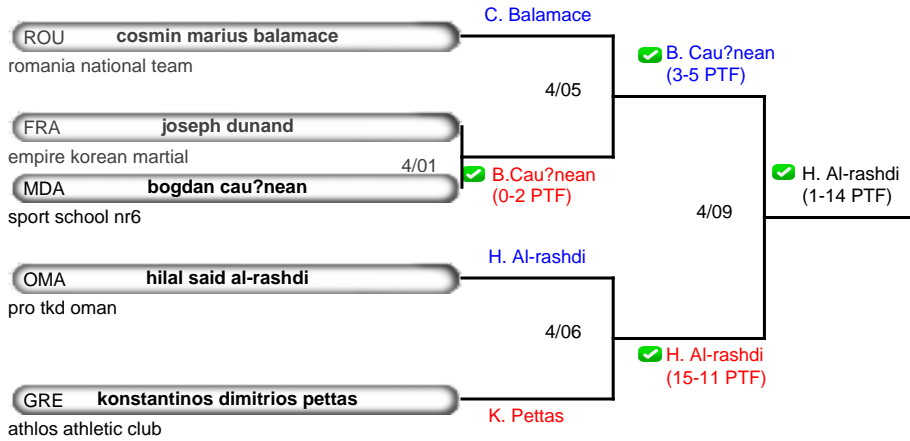 C. Balamace
ROU cosmin marius balamace
romania national team
B. Cau?nean
(3-5 PTF)
4/05
FRA joseph dunand
empire korean martial
4/01
B.Cau?nean
(0-2 PTF)
MDA bogdan cau?nean
sport school nr6
H. Al-rashdi
(1-14 PTF)
4/09
H. Al-rashdi
OMA hilal said al-rashdi
pro tkd oman
4/06
H. Al-rashdi
(15-11 PTF)
GRE konstantinos dimitrios pettas
K. Pettas
athlos athletic club